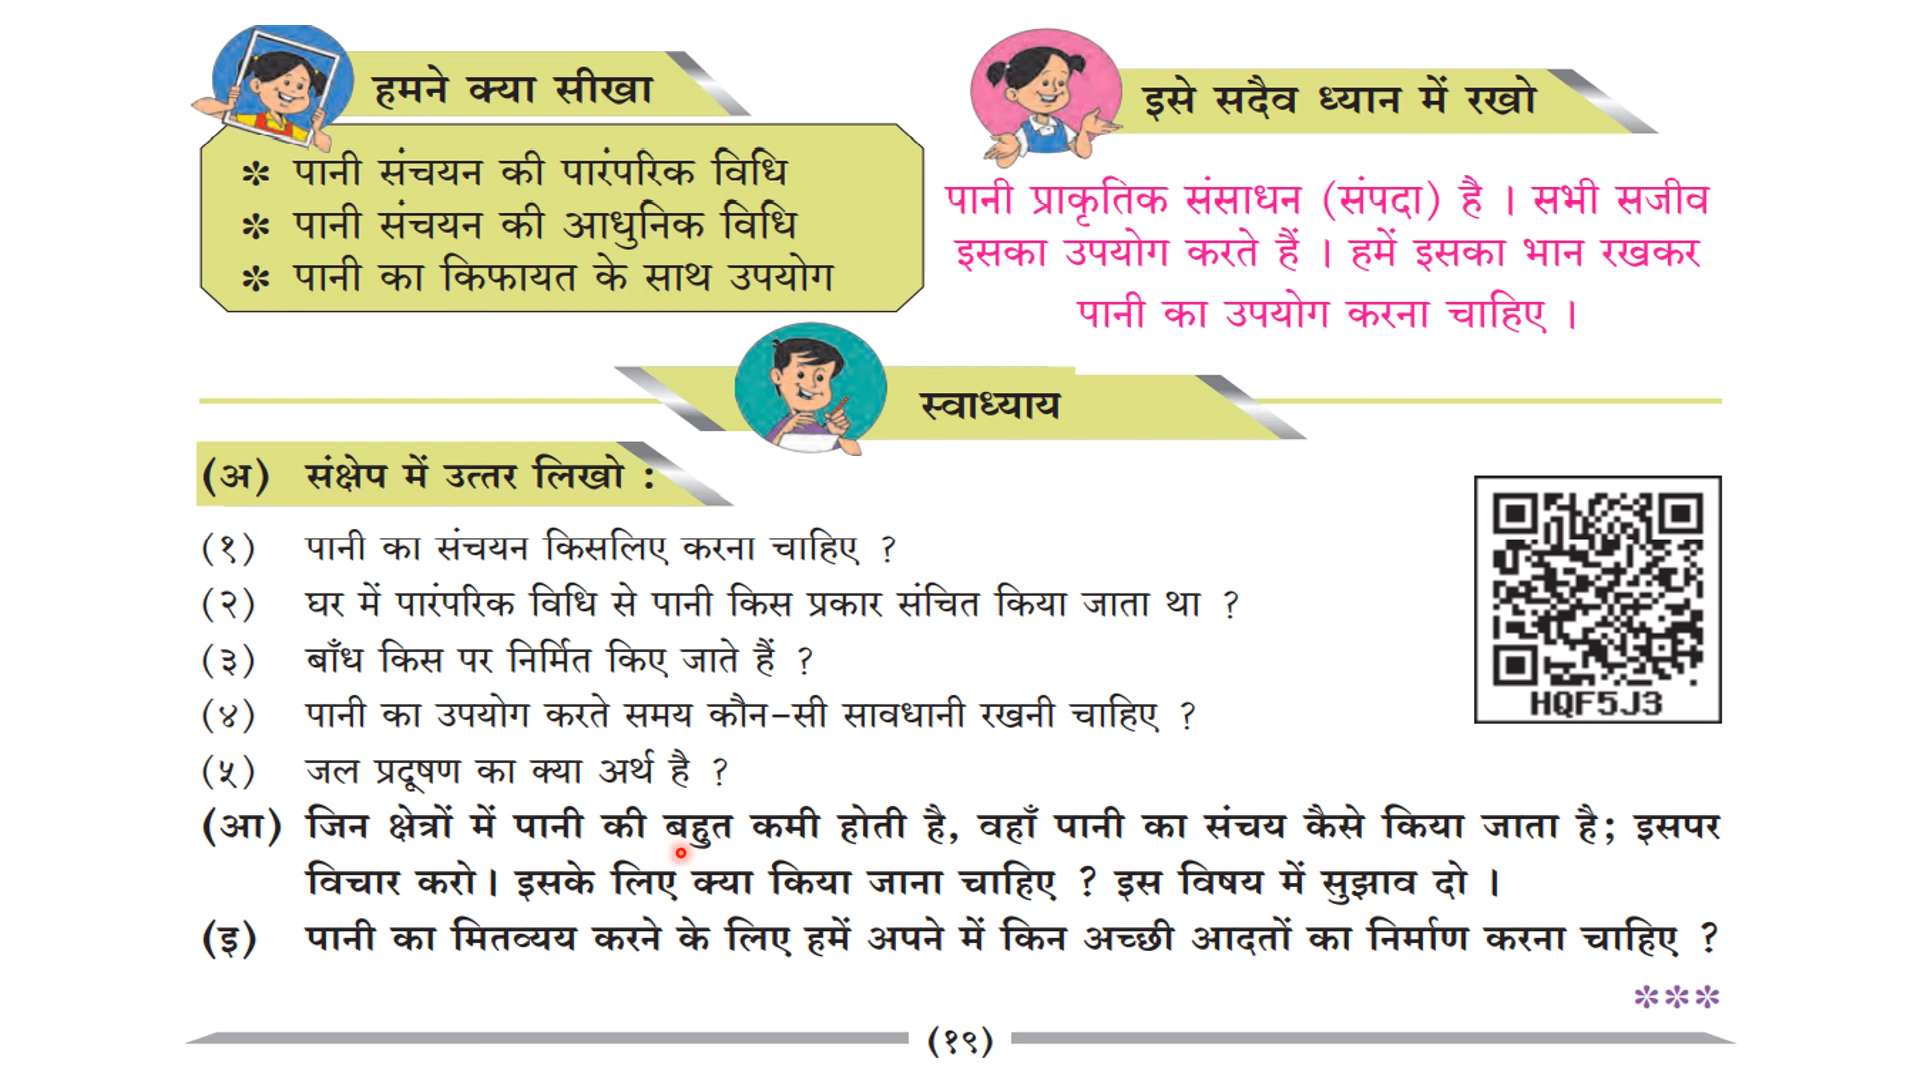 हमने क्या सीखा
✽ पानी संचयन की पारंपरिक विधि
✽ पानी संचयन की आधुनिक विधि
✽ पानी का किफायत के साथ उपयोग
इसे सदैव ध्यान में रखो
पानी प्राकृतिक संसाधन (संपदा) है । सभी सजीव
इसका उपयोग करते हैं । हमें इसका भान रखकर
पानी का उपयोग करना चाहिए ।
स्वाध्याय
(अ) संक्षेप में उत्तर लिखो :
(१) पानी का संचयन किसलिए करना चाहिए ?
(२) घर में पारंपरिक विधि से पानी किस प्रकार संचित किया जाता था ?
(३) बाँध किस पर निर्मित किए जाते हैं ?
(४) पानी का उपयोग करते समय कौन-सी सावधानी रखनी चाहिए ?
(५) जल प्रदूषण का क्या अर्थ है ?
HQF5J3
(आ) जिन क्षेत्रों में पानी की बहुत कमी होती है, वहाँ पानी का संचय कैसे किया जाता है; इसपर
विचार करो। इसके लिए क्या किया जाना चाहिए ? इस विषय में सुझाव दो ।
(इ) पानी का मितव्यय करने के लिए हमें अपने में किन अच्छी आदतों का निर्माण करना चाहिए ?
✽✽✽
(१९)